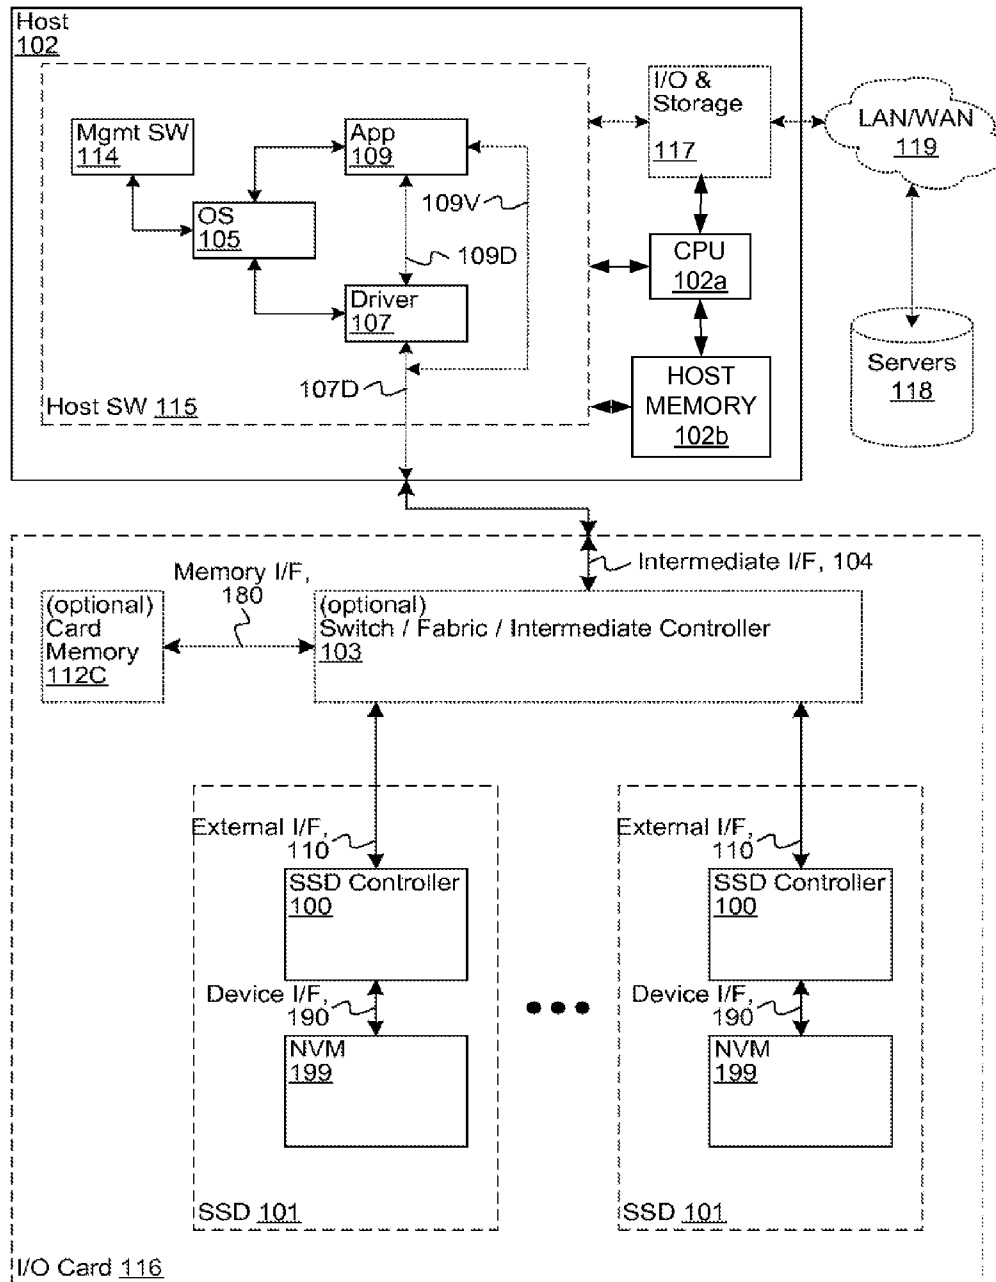 Host
102
Mgmt SW
114
App
109
OS
105
109V
109D
Driver
107
107D
Host SW 115
I/O &
Storage
117
CPU
102a
HOST
MEMORY
102b
LAN/WAN
119
Servers
118
Intermediate I/F, 104
Memory I/F,
180
(optional)
Card
Memory
112C
(optional)
Switch / Fabric / Intermediate Controller
103
External I/F,
110
SSD Controller
100
Device I/F,
190
NVM
199
SSD 101
External I/F,
110
SSD Controller
100
Device I/F,
190
NVM
199
SSD 101
I/O Card 116